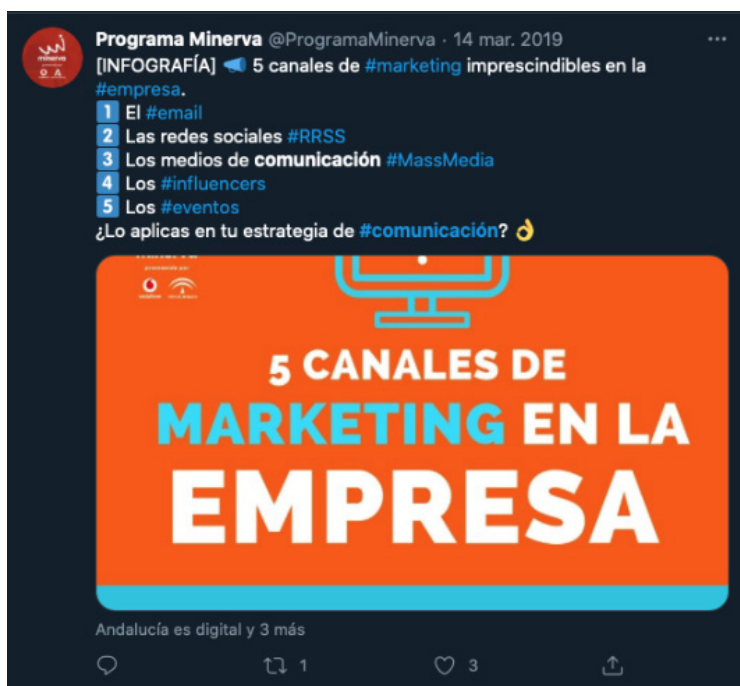 Programa Minerva @ProgramaMinerva · 14 mar. 2019
[INFOGRAFÍA] 📣 5 canales de #marketing imprescindibles en la
#empresa.
1️⃣ El #email
2️⃣ Las redes sociales #RRSS
3️⃣ Los medios de comunicación #MassMedia
4️⃣ Los #influencers
5️⃣ Los #eventos
¿Lo aplicas en tu estrategia de #comunicación? 👌
5 CANALES DE
MARKETING EN LA
EMPRESA
Andalucía es digital y 3 más
1 3